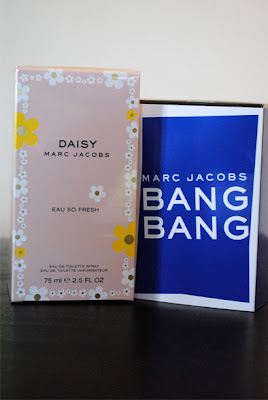 DAISY
MARC JACOBS
EAU SO FRESH
EAU DE TOILETTE SPRAY
EAU DE TOILETTE VAPORISATEUR
75 ml e 2.5 FL OZ
MARC JACOBS
BANG
BANG